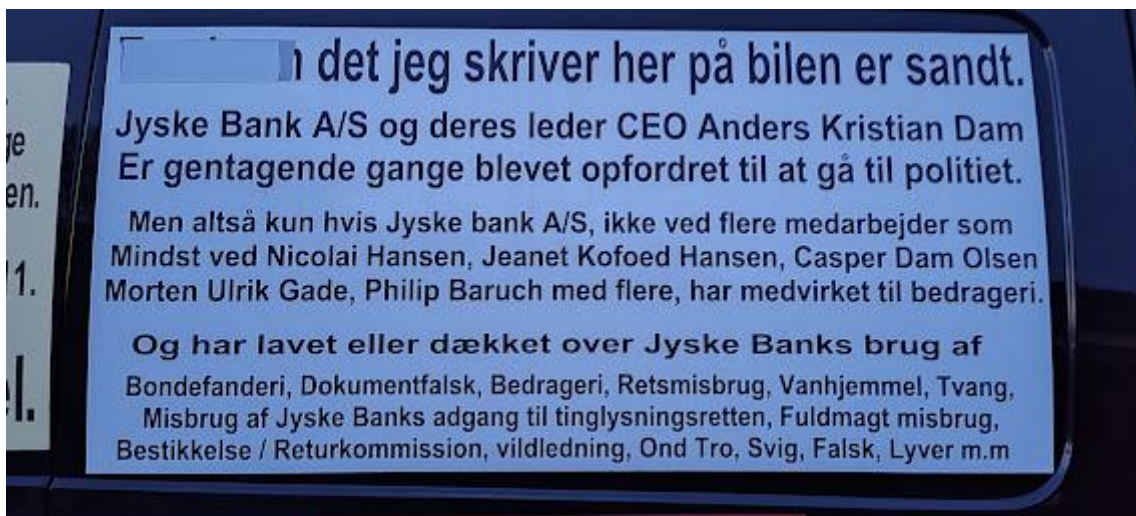 det jeg skriver her på bilen er sandt.
Jyske Bank A/S og deres leder CEO Anders Kristian Dam
Er gentagende gange blevet opfordret til at gå til politiet.
Men altså kun hvis Jyske bank A/S, ikke ved flere medarbejder som
Mindst ved Nicolai Hansen, Jeanet Kofoed Hansen, Casper Dam Olsen
Morten Ulrik Gade, Philip Baruch med flere, har medvirket til bedrageri.
Og har lavet eller dækket over Jyske Banks brug af
Bondefanderi, Dokumentfalsk, Bedrageri, Retsmisbrug, Vanhjemmel, Tvang,
Misbrug af Jyske Banks adgang til tinglysningsretten, Fuldmagt misbrug,
Bestikkelse / Returkommission, vildledning, Ond Tro, Svig, Falsk, Lyver m.m